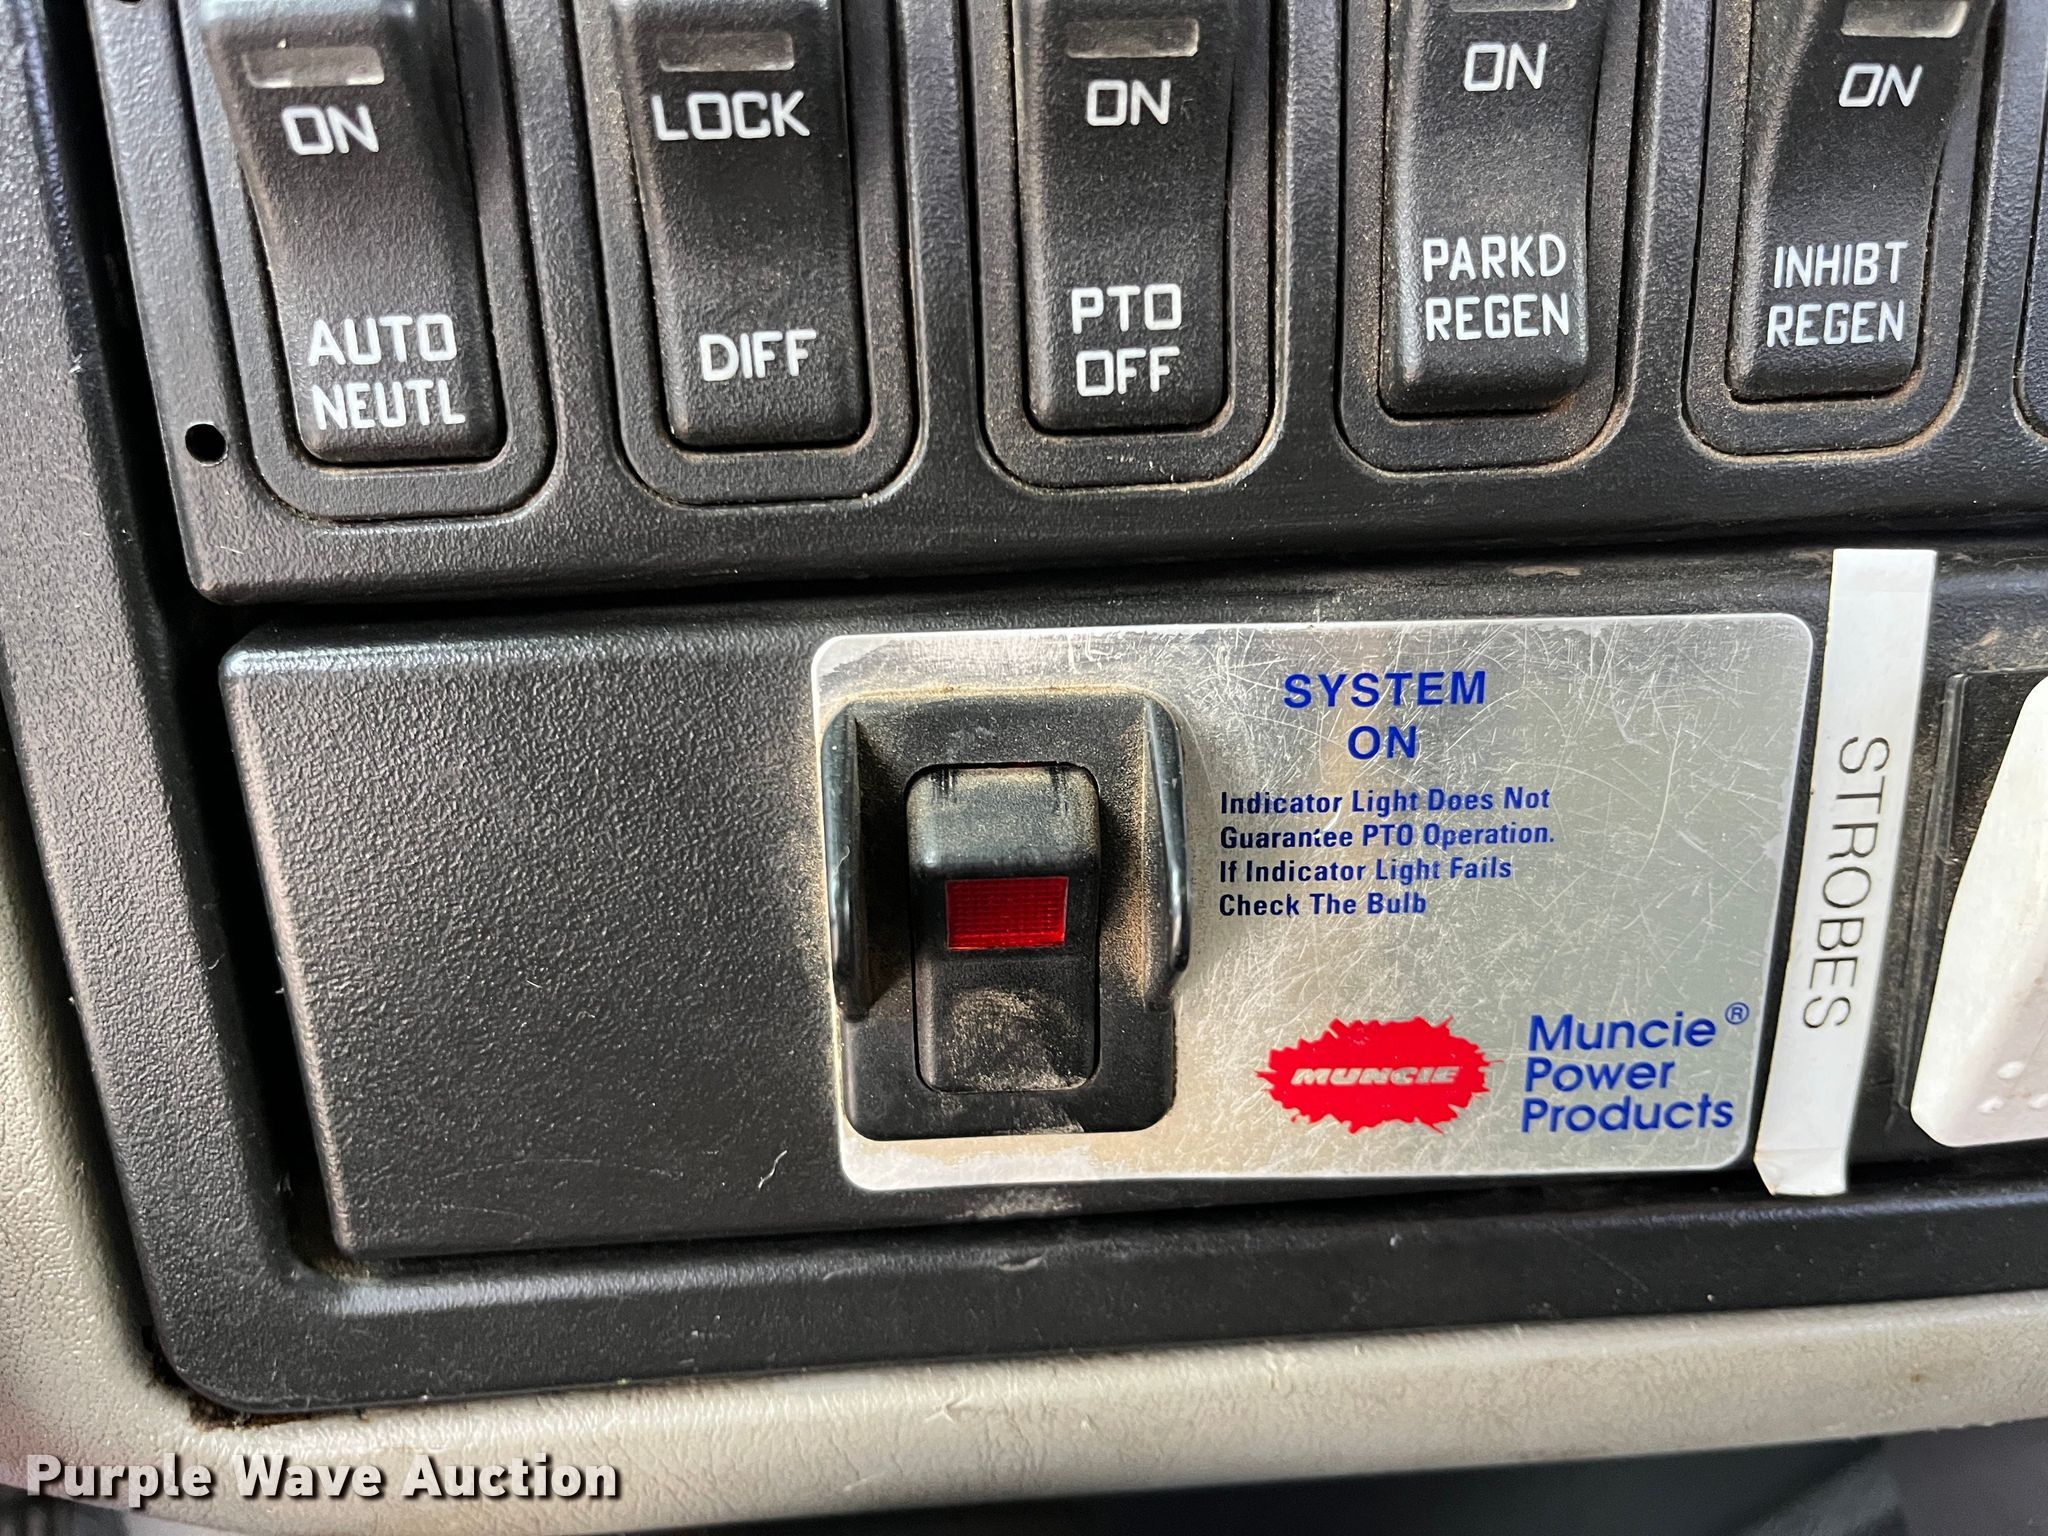 ON
AUTO
NEUTL
LOCK
DIFF
ON
PTO
OFF
ON
PARKD
REGEN
ON
INHIBT
REGEN
SYSTEM
ON
Indicator Light Does Not
Guarantee PTO Operation.
If Indicator Light Fails
Check The Bulb
MUNCIE
Muncie®
Power
Products
STROBES
Purple Wave Auction